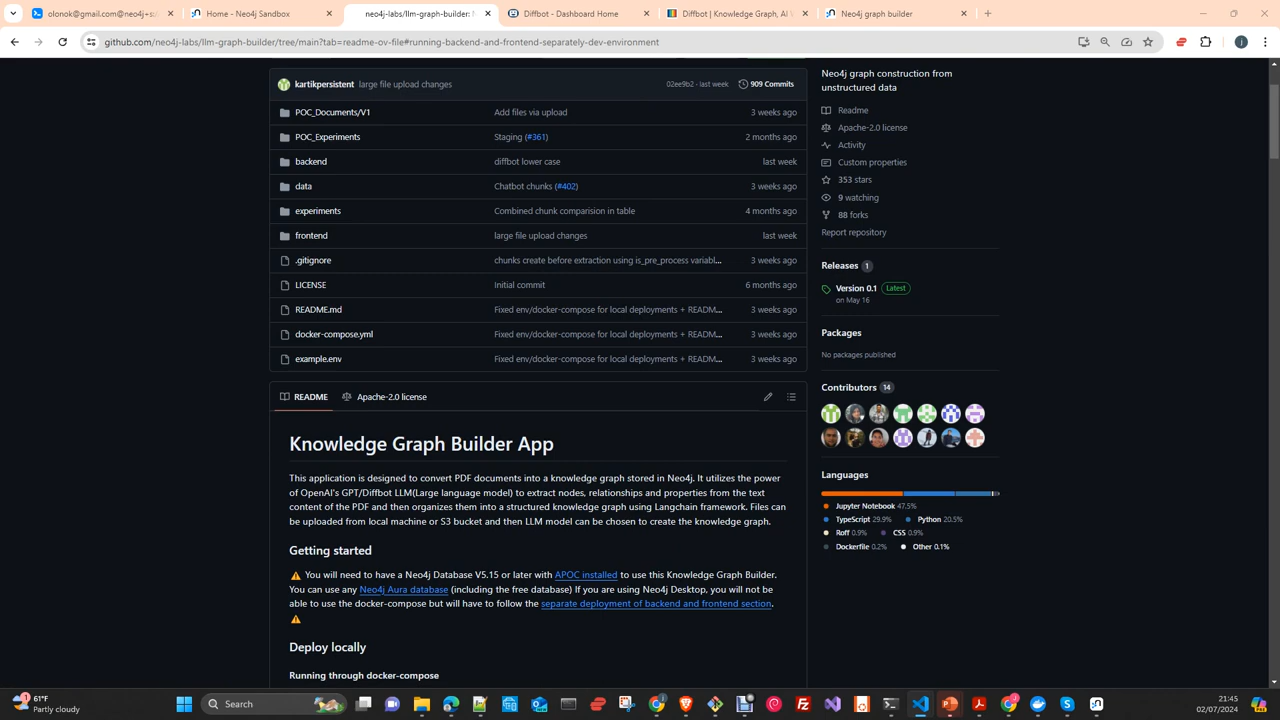 olonok@gmail.com@neo4j+s:/
Home - Neo4j Sandbox
neo4j-labs/llm-graph-builder: N
Diffbot - Dashboard Home
Diffbot | Knowledge Graph, AI V
Neo4j graph builder
github.com/neo4j-labs/llm-graph-builder/tree/main?tab=readme-ov-file#running-backend-and-frontend-separately-dev-environment
kartikpersistent large file upload changes 02ee9b2 · last week 909 Commits
POC_Documents/V1 Add files via upload 3 weeks ago
POC_Experiments Staging (#361) 2 months ago
backend diffbot lower case last week
data Chatbot chunks (#402) 3 weeks ago
experiments Combined chunk comparision in table 4 months ago
frontend large file upload changes last week
.gitignore chunks create before extraction using is_pre_process variabl... 3 weeks ago
LICENSE Initial commit 6 months ago
README.md Fixed env/docker-compose for local deployments + READM... 3 weeks ago
docker-compose.yml Fixed env/docker-compose for local deployments + READM... 3 weeks ago
example.env Fixed env/docker-compose for local deployments + READM... 3 weeks ago
README Apache-2.0 license
Knowledge Graph Builder App
This application is designed to convert PDF documents into a knowledge graph stored in Neo4j. It utilizes the power
of OpenAI's GPT/Diffbot LLM(Large language model) to extract nodes, relationships and properties from the text
content of the PDF and then organizes them into a structured knowledge graph using Langchain framework. Files can
be uploaded from local machine or S3 bucket and then LLM model can be chosen to create the knowledge graph.
Getting started
You will need to have a Neo4j Database V5.15 or later with APOC installed to use this Knowledge Graph Builder.
You can use any Neo4j Aura database (including the free database) If you are using Neo4j Desktop, you will not be
able to use the docker-compose but will have to follow the separate deployment of backend and frontend section.
Deploy locally
Running through docker-compose
Neo4j graph construction from
unstructured data
Readme
Apache-2.0 license
Activity
Custom properties
353 stars
9 watching
88 forks
Report repository
Releases 1
Version 0.1 Latest
on May 16
Packages
No packages published
Contributors 14
Languages
Jupyter Notebook 47.5%
TypeScript 29.9% Python 20.5%
Roff 0.9% CSS 0.9%
Dockerfile 0.2% Other 0.1%
1
61°F
Partly cloudy
Search
21:45
02/07/2024